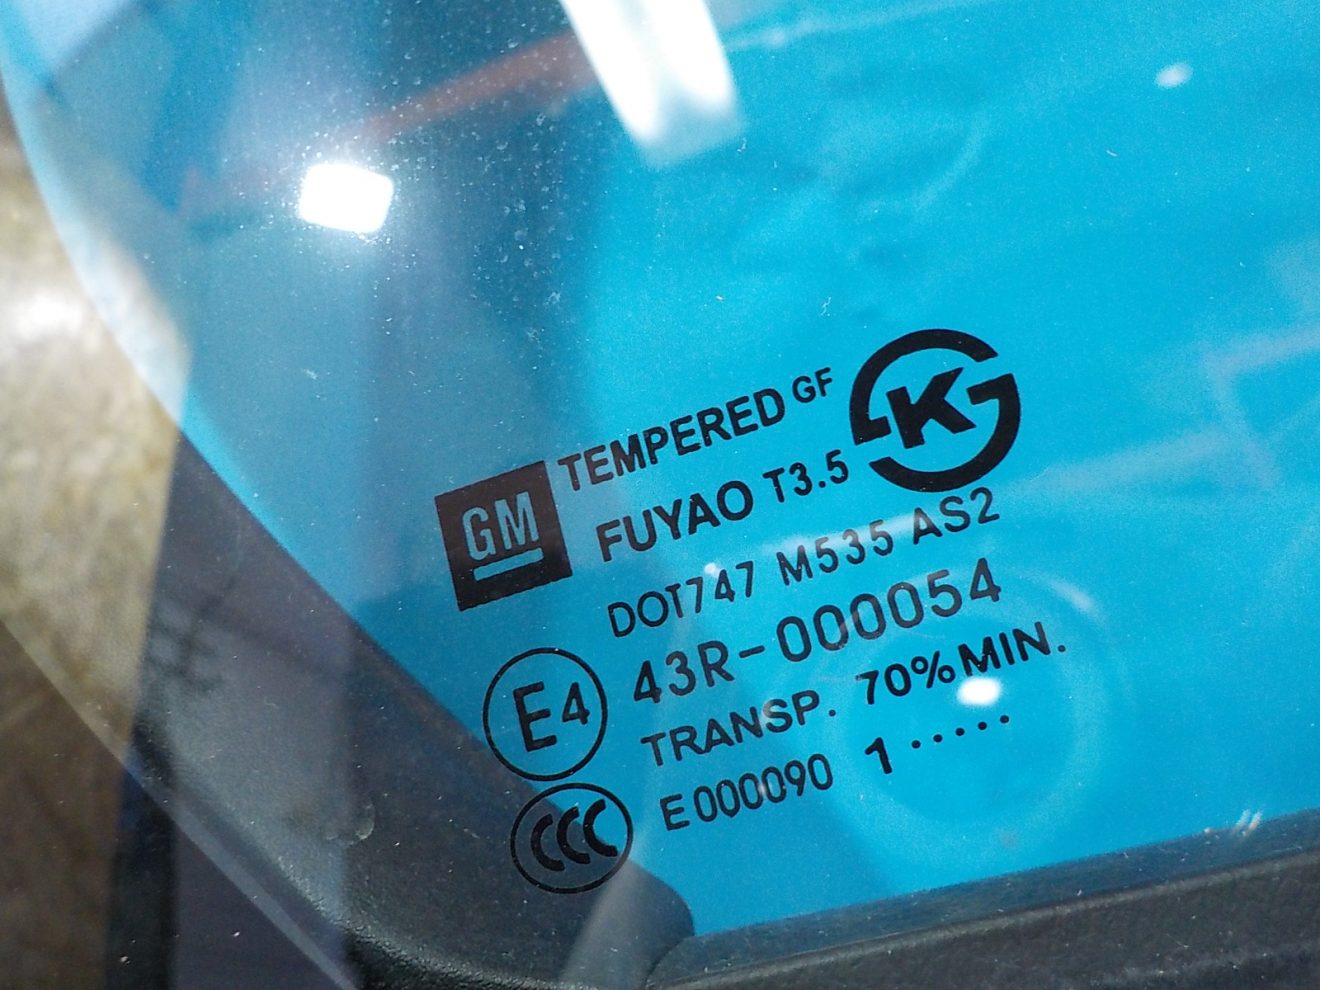 GM
TEMPERED GF
FUYAO T3.5
K
DOT747 M535 AS2
E4 43R-000054
TRANSP. 70% MIN.
CCC E000090 1·····